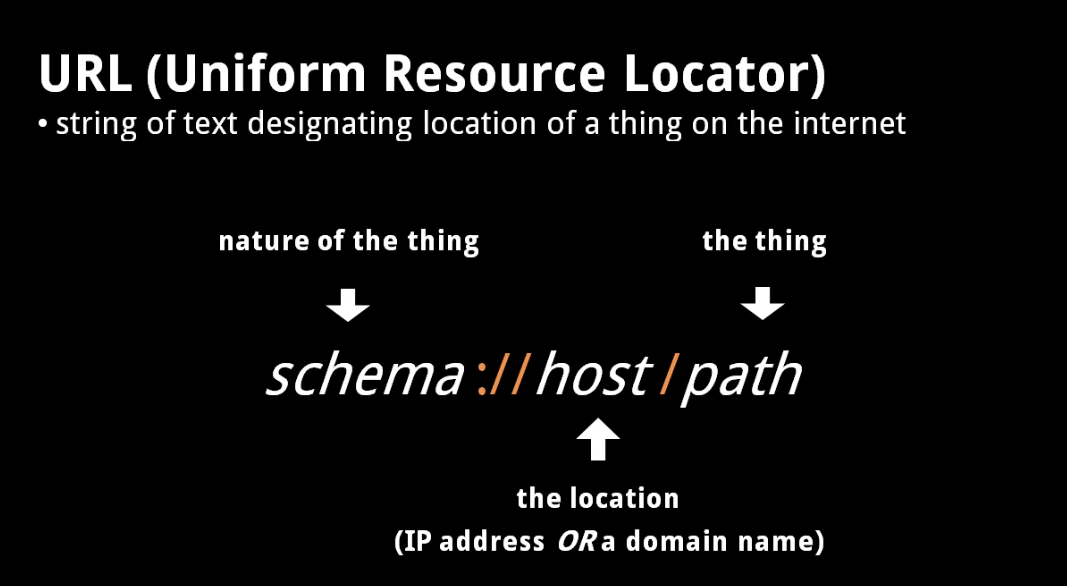 URL (Uniform Resource Locator)
• string of text designating location of a thing on the internet
nature of the thing
the thing
schema://host/path
the location
(IP address OR a domain name)